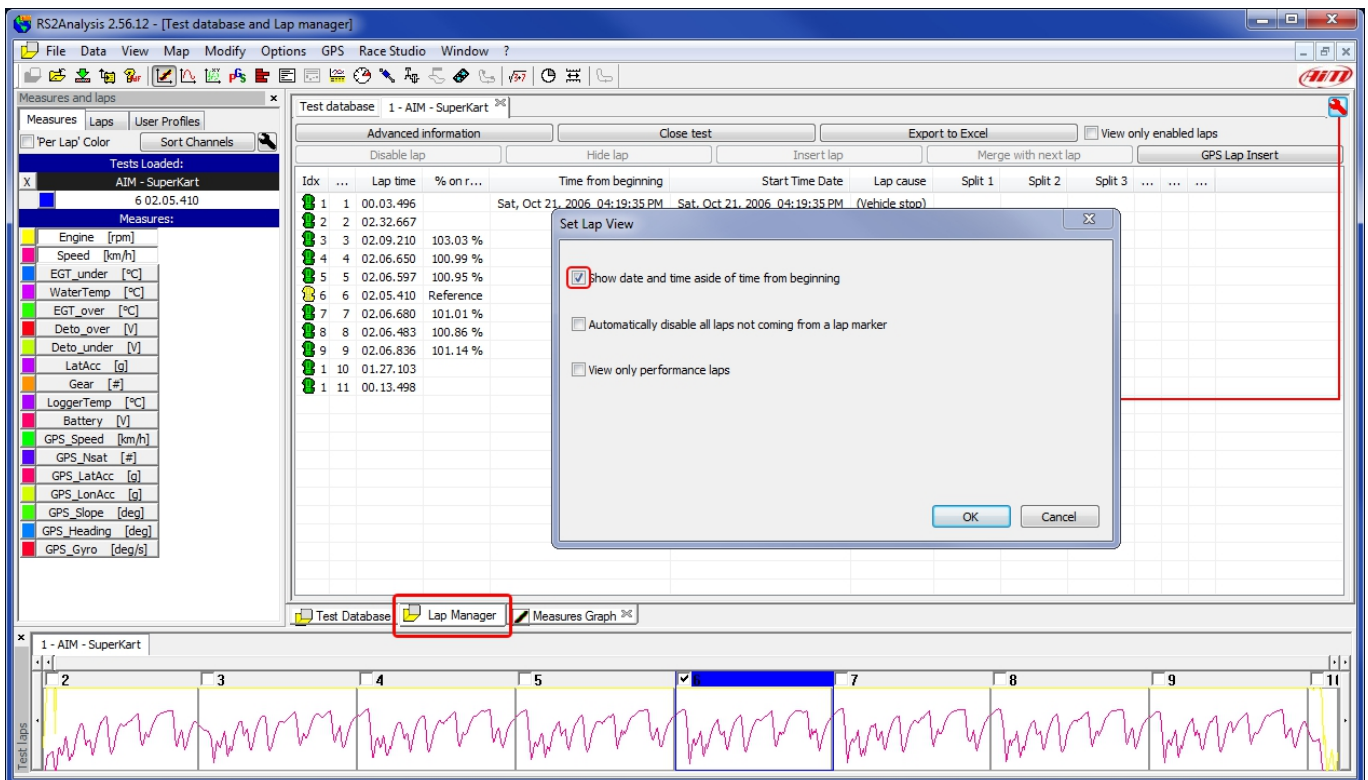 RS2Analysis 2.56.12 - [Test database and Lap manager]
File Data View Map Modify Options GPS Race Studio Window ?
AiM
Measures and laps
Measures Laps User Profiles
'Per Lap' Color Sort Channels
Tests Loaded:
X AIM - SuperKart
6 02.05.410
Measures:
Engine [rpm]
Speed [km/h]
EGT_under [°C]
WaterTemp [°C]
EGT_over [°C]
Deto_over [V]
Deto_under [V]
LatAcc [g]
Gear [#]
LoggerTemp [°C]
Battery [V]
GPS_Speed [km/h]
GPS_Nsat [#]
GPS_LatAcc [g]
GPS_LonAcc [g]
GPS_Slope [deg]
GPS_Heading [deg]
GPS_Gyro [deg/s]
Test database 1 - AIM - SuperKart
Advanced information Close test Export to Excel View only enabled laps
Disable lap Hide lap Insert lap Merge with next lap GPS Lap Insert
Idx ... Lap time % on r... Time from beginning Start Time Date Lap cause Split 1 Split 2 Split 3 ... ... ...
1 1 00.03.496 Sat, Oct 21, 2006 04:19:35 PM Sat, Oct 21, 2006 04:19:35 PM (Vehicle stop)
2 2 02.32.667
3 3 02.09.210 103.03 %
4 4 02.06.650 100.99 %
5 5 02.06.597 100.95 %
6 6 02.05.410 Reference
7 7 02.06.680 101.01 %
8 8 02.06.483 100.86 %
9 9 02.06.836 101.14 %
1 10 01.27.103
1 11 00.13.498
Set Lap View
Show date and time aside of time from beginning
Automatically disable all laps not coming from a lap marker
View only performance laps
OK Cancel
Test Database Lap Manager Measures Graph
1 - AIM - SuperKart
2 3 4 5 6 7 8 9 1
Test laps